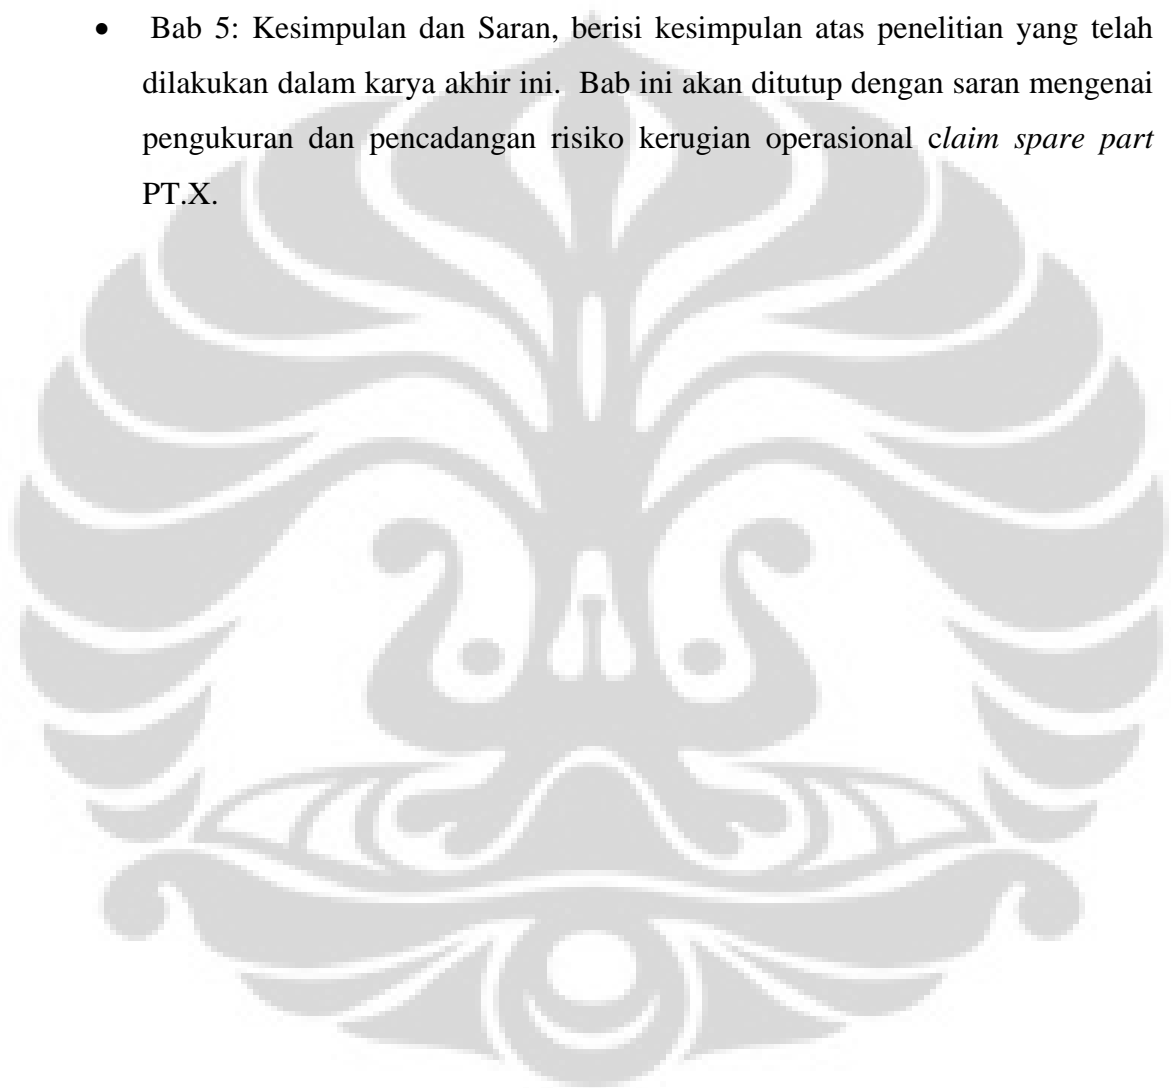 • Bab 5: Kesimpulan dan Saran, berisi kesimpulan atas penelitian yang telah
dilakukan dalam karya akhir ini. Bab ini akan ditutup dengan saran mengenai
pengukuran dan pencadangan risiko kerugian operasional claim spare part
PT.X.